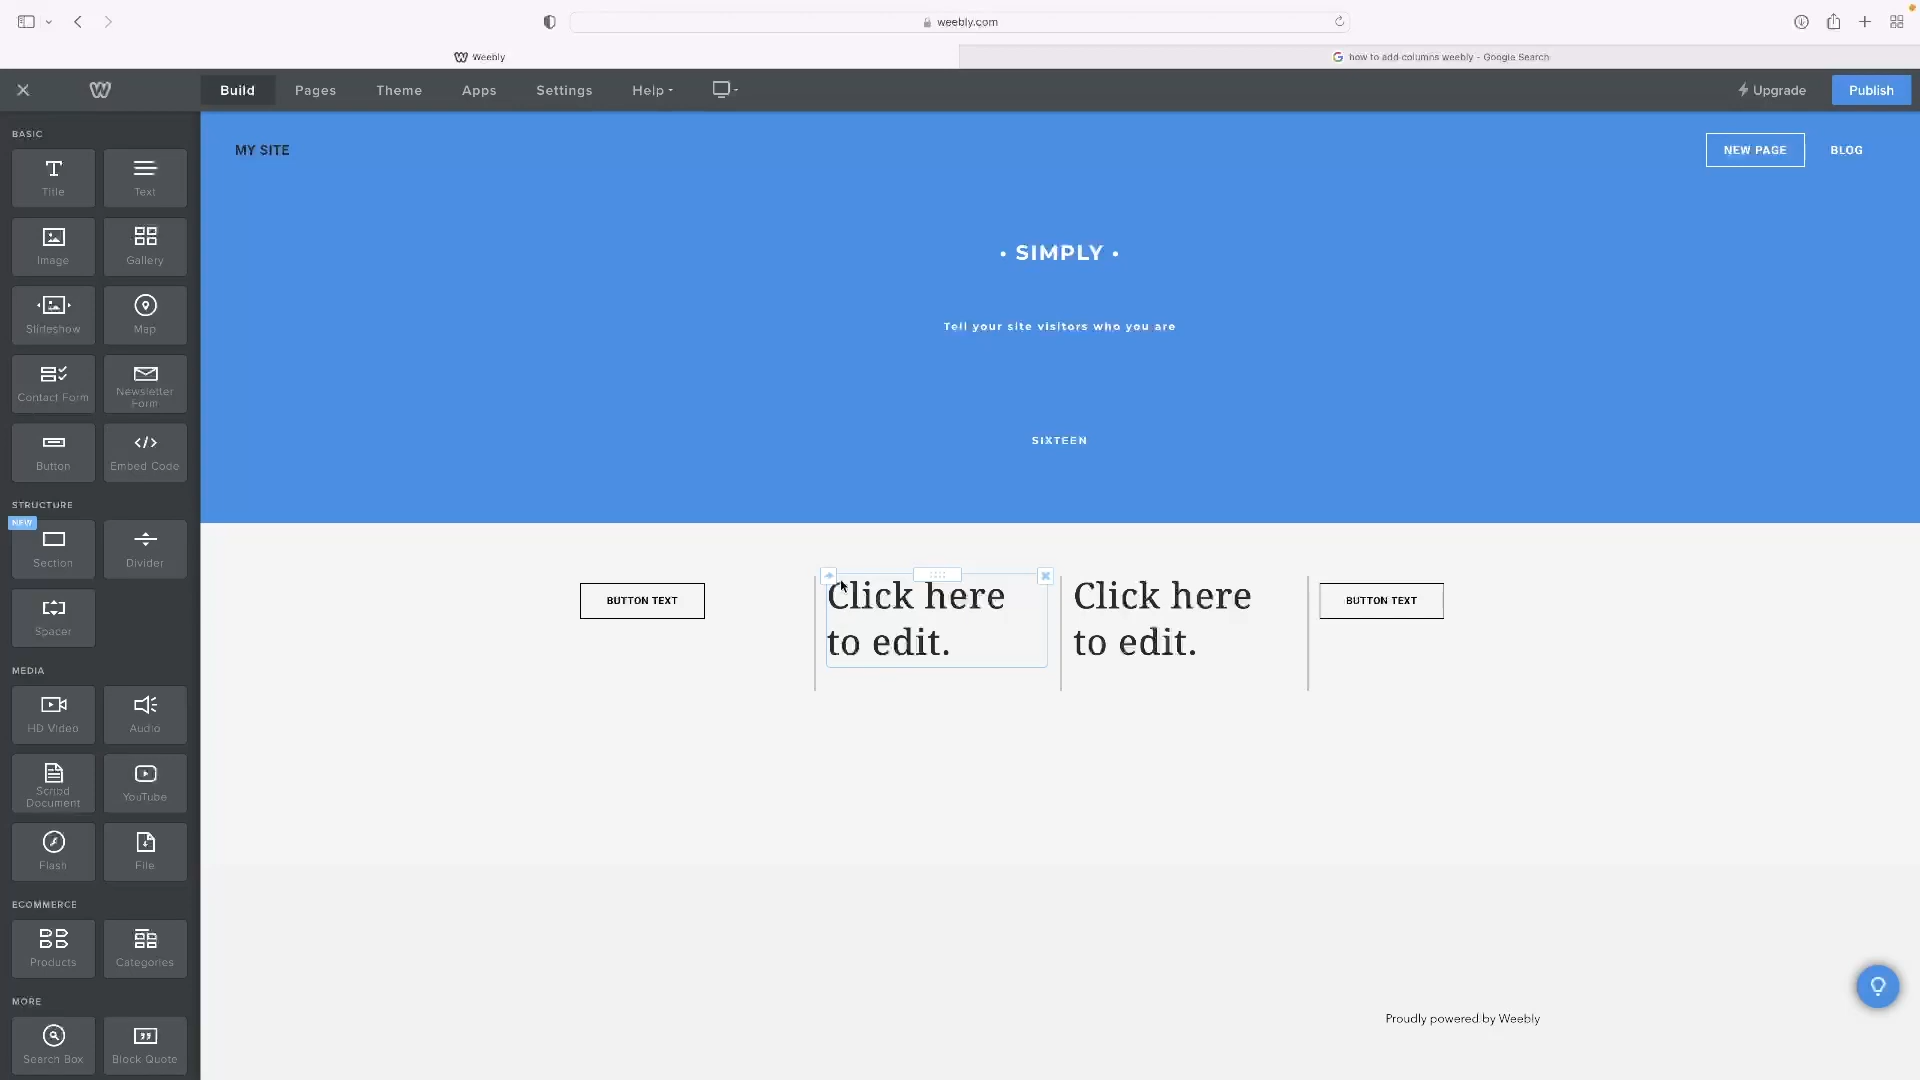 weebly.com
Weebly
how to add columns weebly - Google Search
Build
Pages
Theme
Apps
Settings
Help
Upgrade
Publish
BASIC
Title
Text
Image
Gallery
Slideshow
Map
Contact Form
Newsletter
Form
Button
Embed Code
STRUCTURE
NEW
Section
Divider
Spacer
MEDIA
HD Video
Audio
Scribd
Document
YouTube
Flash
File
ECOMMERCE
Products
Categories
MORE
Search Box
Block Quote
MY SITE
NEW PAGE
BLOG
• SIMPLY •
Tell your site visitors who you are
SIXTEEN
BUTTON TEXT
Click here
to edit.
Click here
to edit.
BUTTON TEXT
Proudly powered by Weebly